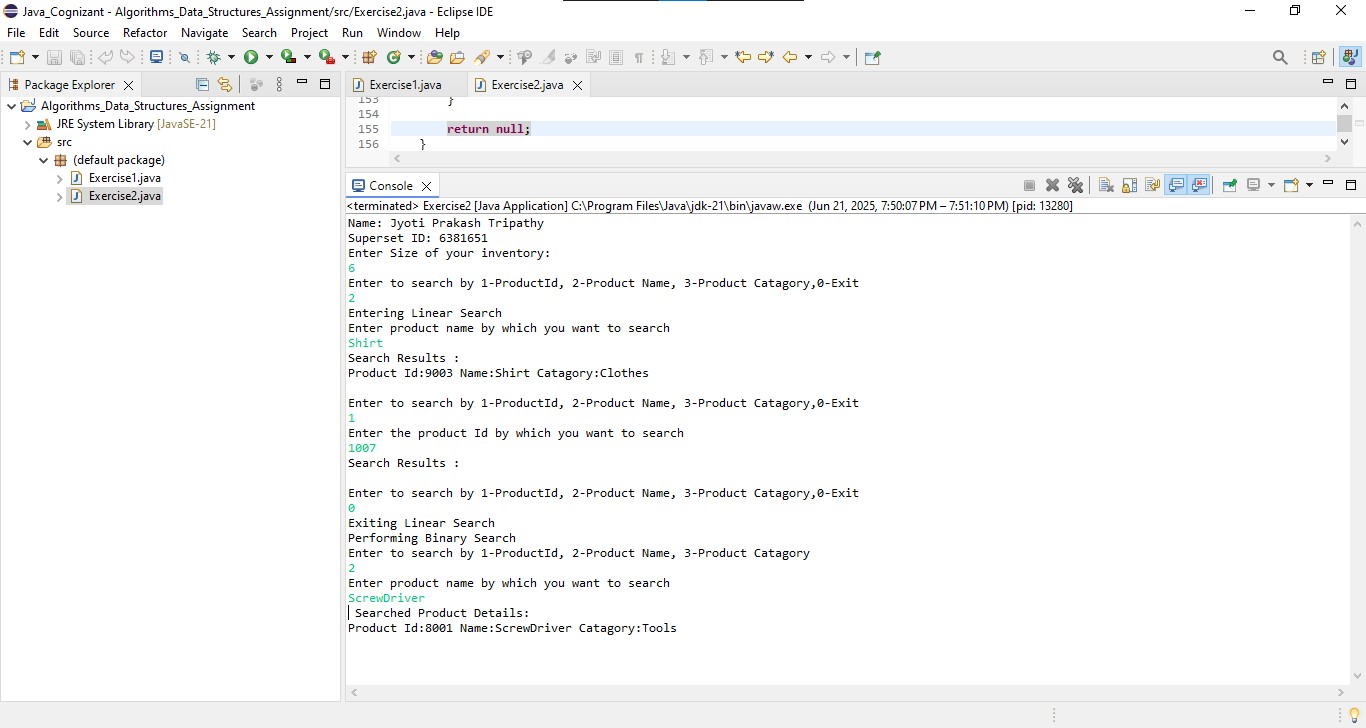 Java_Cognizant - Algorithms_Data_Structures_Assignment/src/Exercise2.java - Eclipse IDE
File Edit Source Refactor Navigate Search Project Run Window Help
Package Explorer
Algorithms_Data_Structures_Assignment
JRE System Library [JavaSE-21]
src
(default package)
Exercise1.java
Exercise2.java
Exercise1.java Exercise2.java
153 }
154
155 return null;
156 }
Console
<terminated> Exercise2 [Java Application] C:\Program Files\Java\jdk-21\bin\javaw.exe (Jun 21, 2025, 7:50:07 PM – 7:51:10 PM) [pid: 13280]
Name: Jyoti Prakash Tripathy
Superset ID: 6381651
Enter Size of your inventory:
6
Enter to search by 1-ProductId, 2-Product Name, 3-Product Catagory,0-Exit
2
Entering Linear Search
Enter product name by which you want to search
Shirt
Search Results :
Product Id:9003 Name:Shirt Catagory:Clothes
Enter to search by 1-ProductId, 2-Product Name, 3-Product Catagory,0-Exit
1
Enter the product Id by which you want to search
1007
Search Results :
Enter to search by 1-ProductId, 2-Product Name, 3-Product Catagory,0-Exit
0
Exiting Linear Search
Performing Binary Search
Enter to search by 1-ProductId, 2-Product Name, 3-Product Catagory
2
Enter product name by which you want to search
ScrewDriver
Searched Product Details:
Product Id:8001 Name:ScrewDriver Catagory:Tools